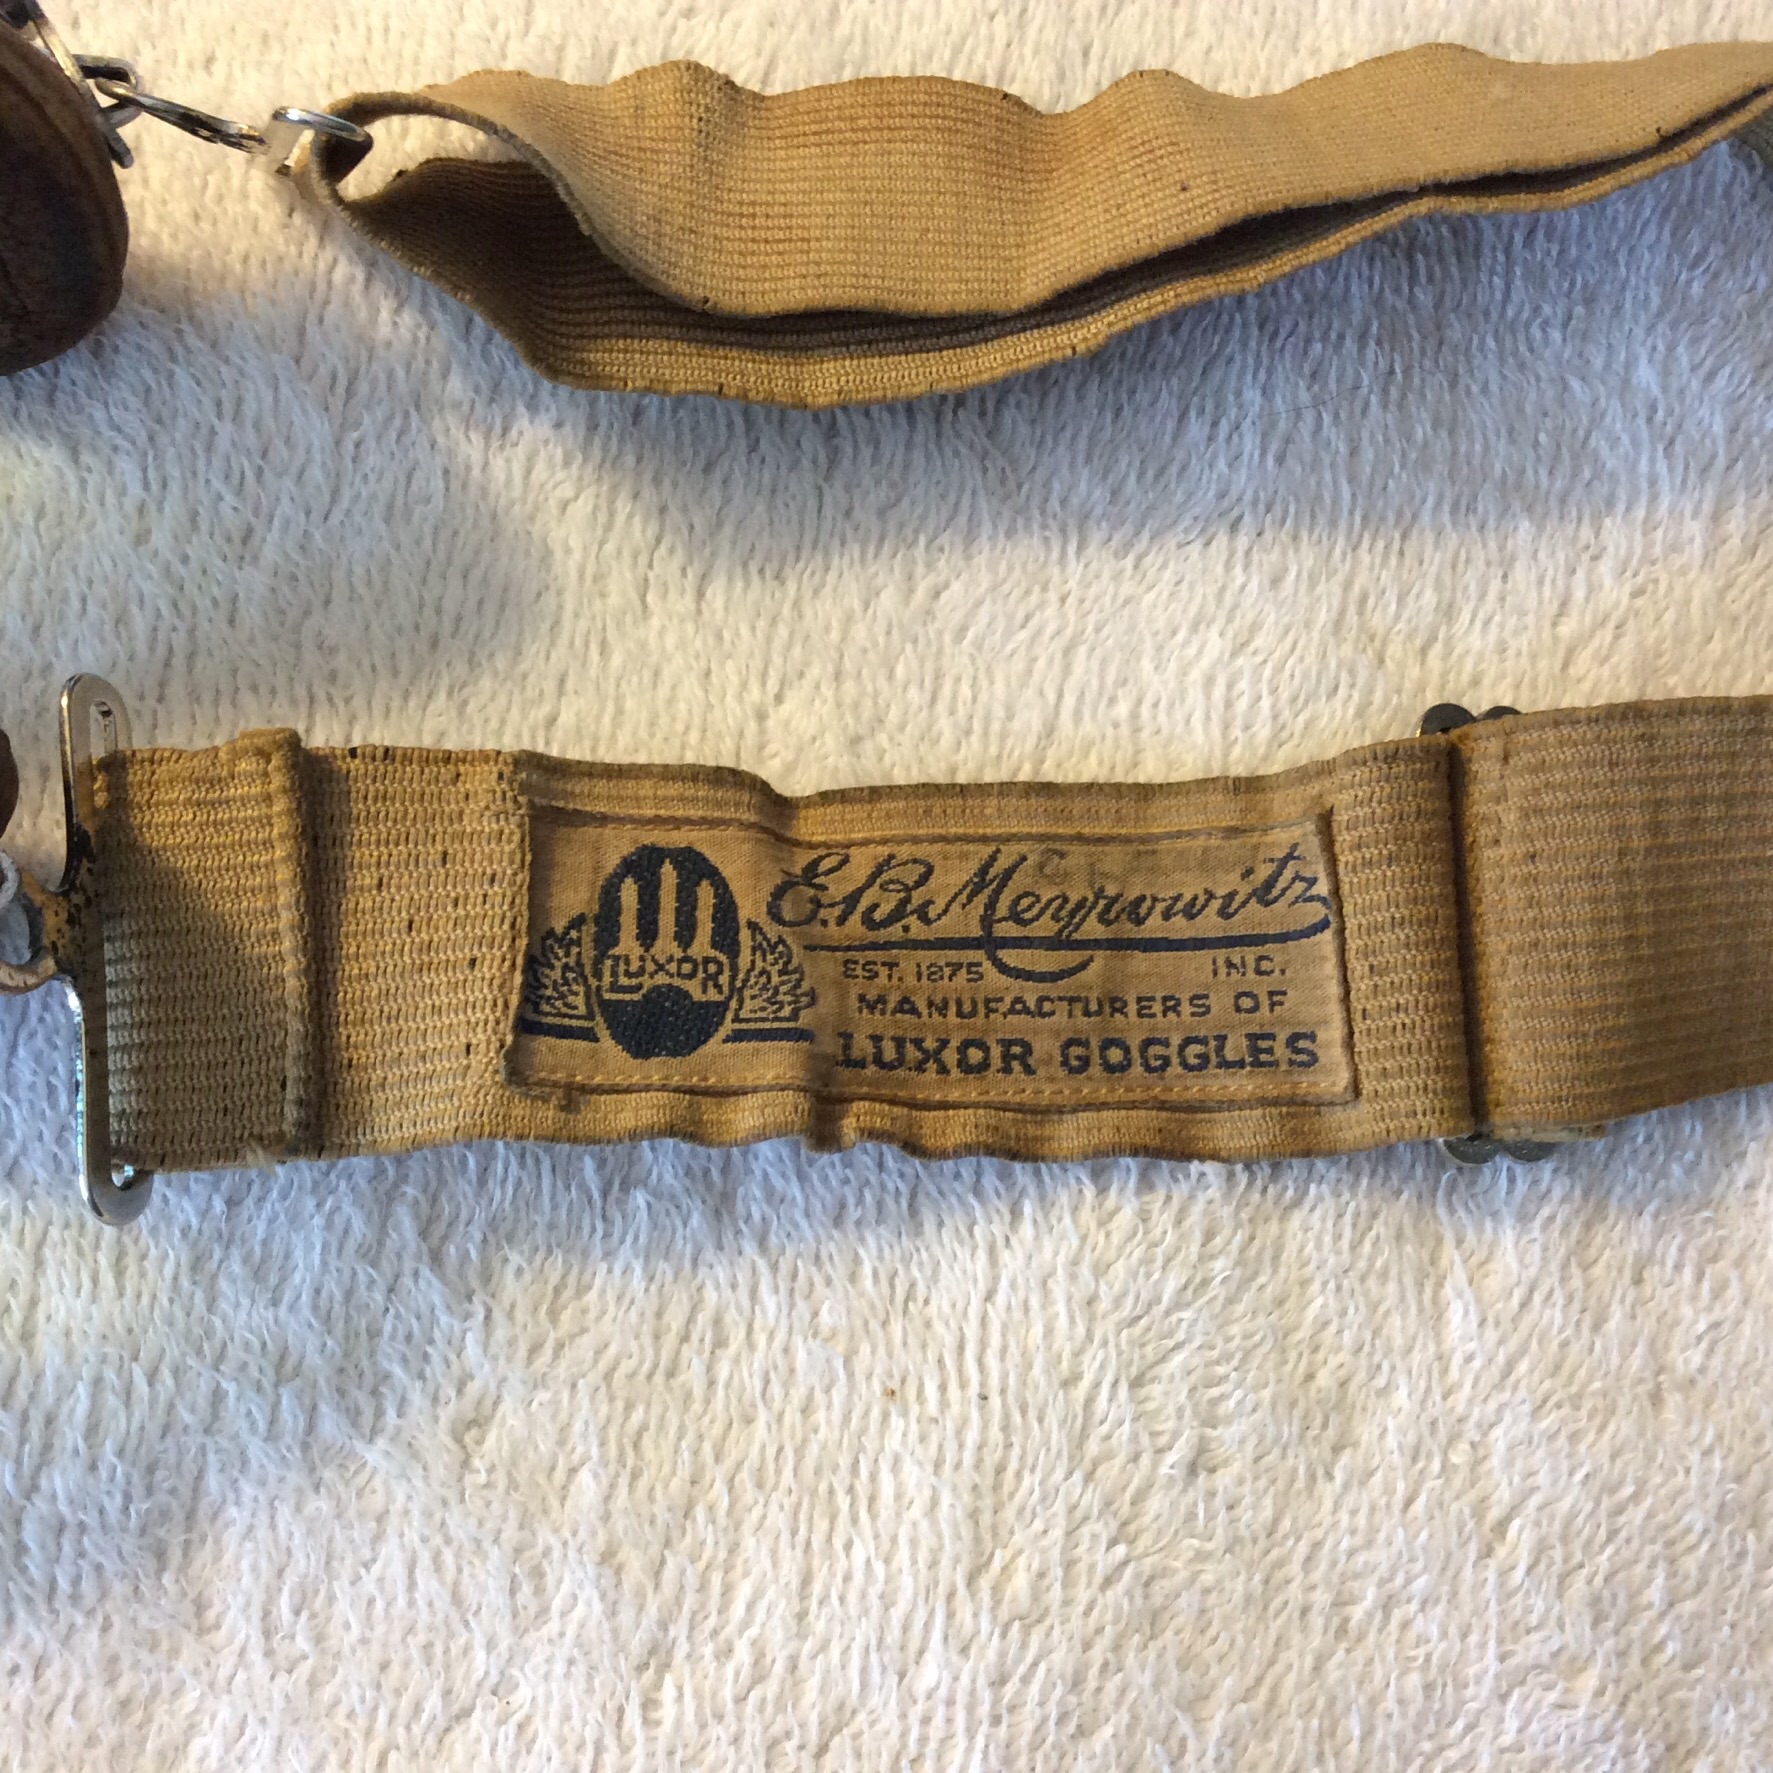 LUXOR
E.B. Meyrowitz
EST. 1875 INC.
MANUFACTURERS OF
LUXOR GOGGLES